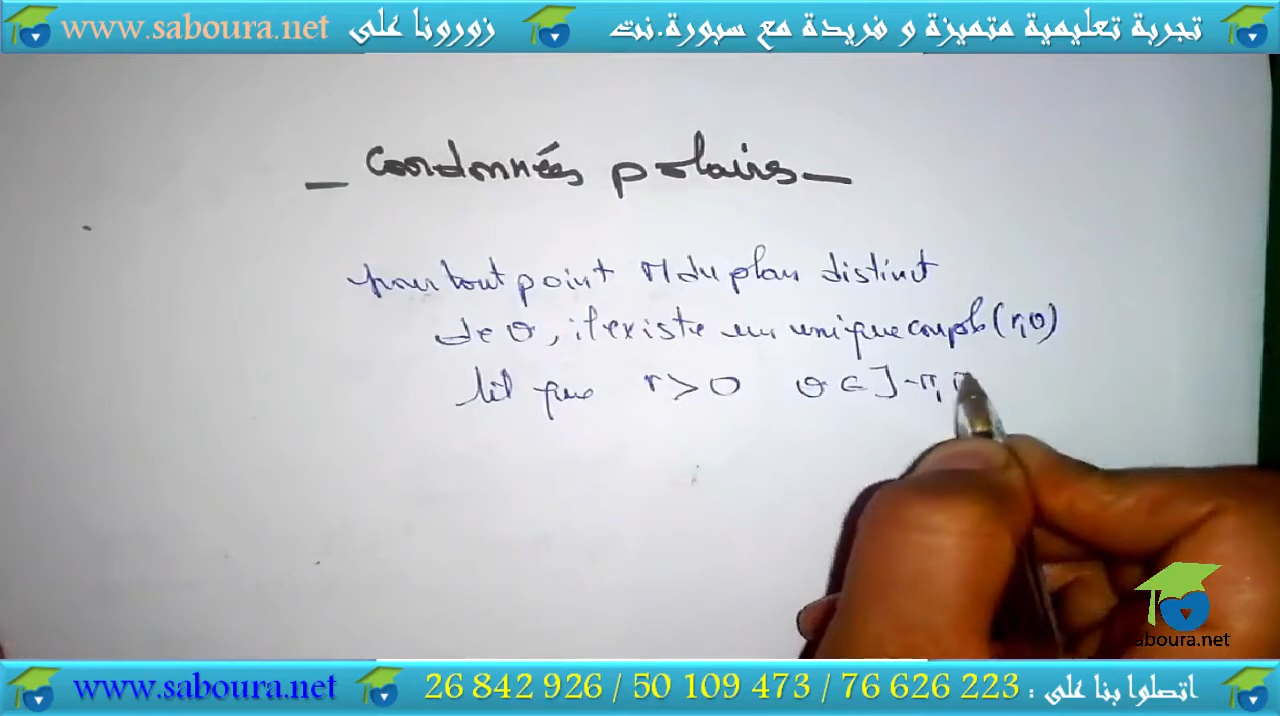 تجربة تعليمية متميزة و فريدة مع سبورة.نت زورونا على www.saboura.net
- Coordonnées polaires -
pour tout point M du plan distinct
de O, il existe un unique couple (r, θ)
tel que r > 0 θ ∈ ]-π, π
saboura.net
اتصلوا بنا على : 26 842 926 / 50 109 473 / 76 626 223 www.saboura.net